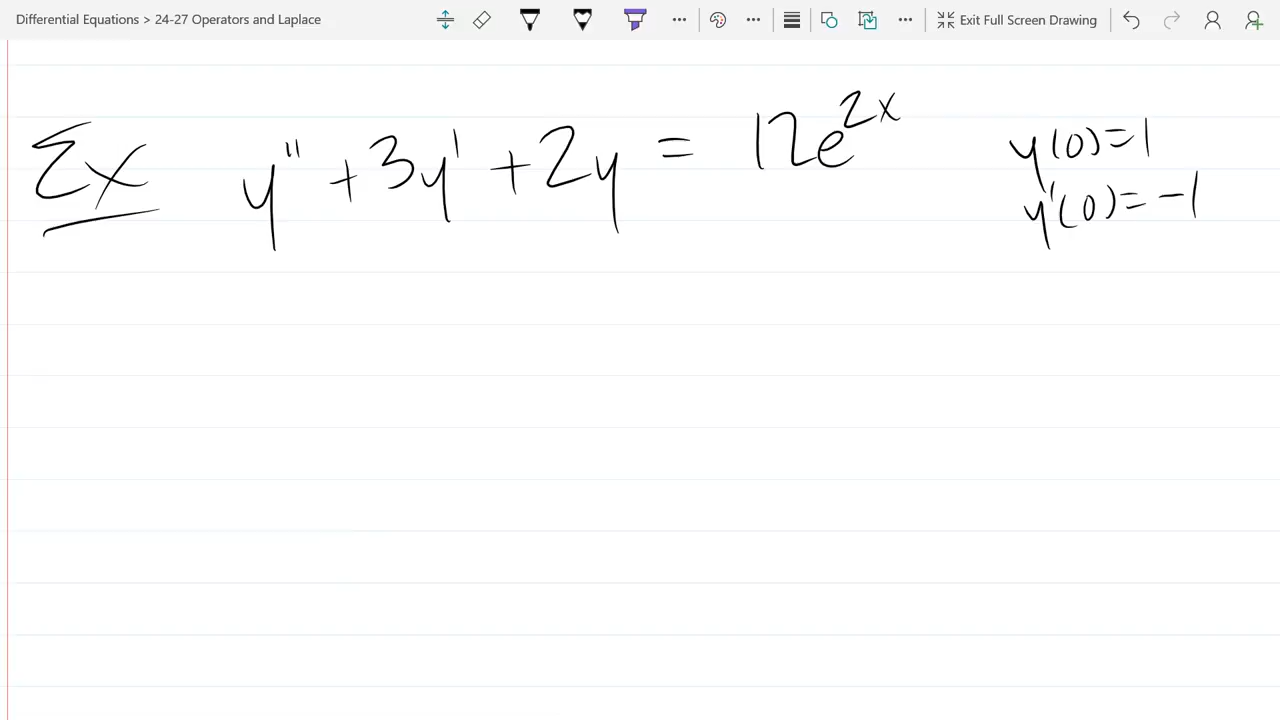 Differential Equations > 24-27 Operators and Laplace Exit Full Screen Drawing
Ex y'' + 3y' + 2y = 12e^{2x} y(0)=1
y'(0)=-1